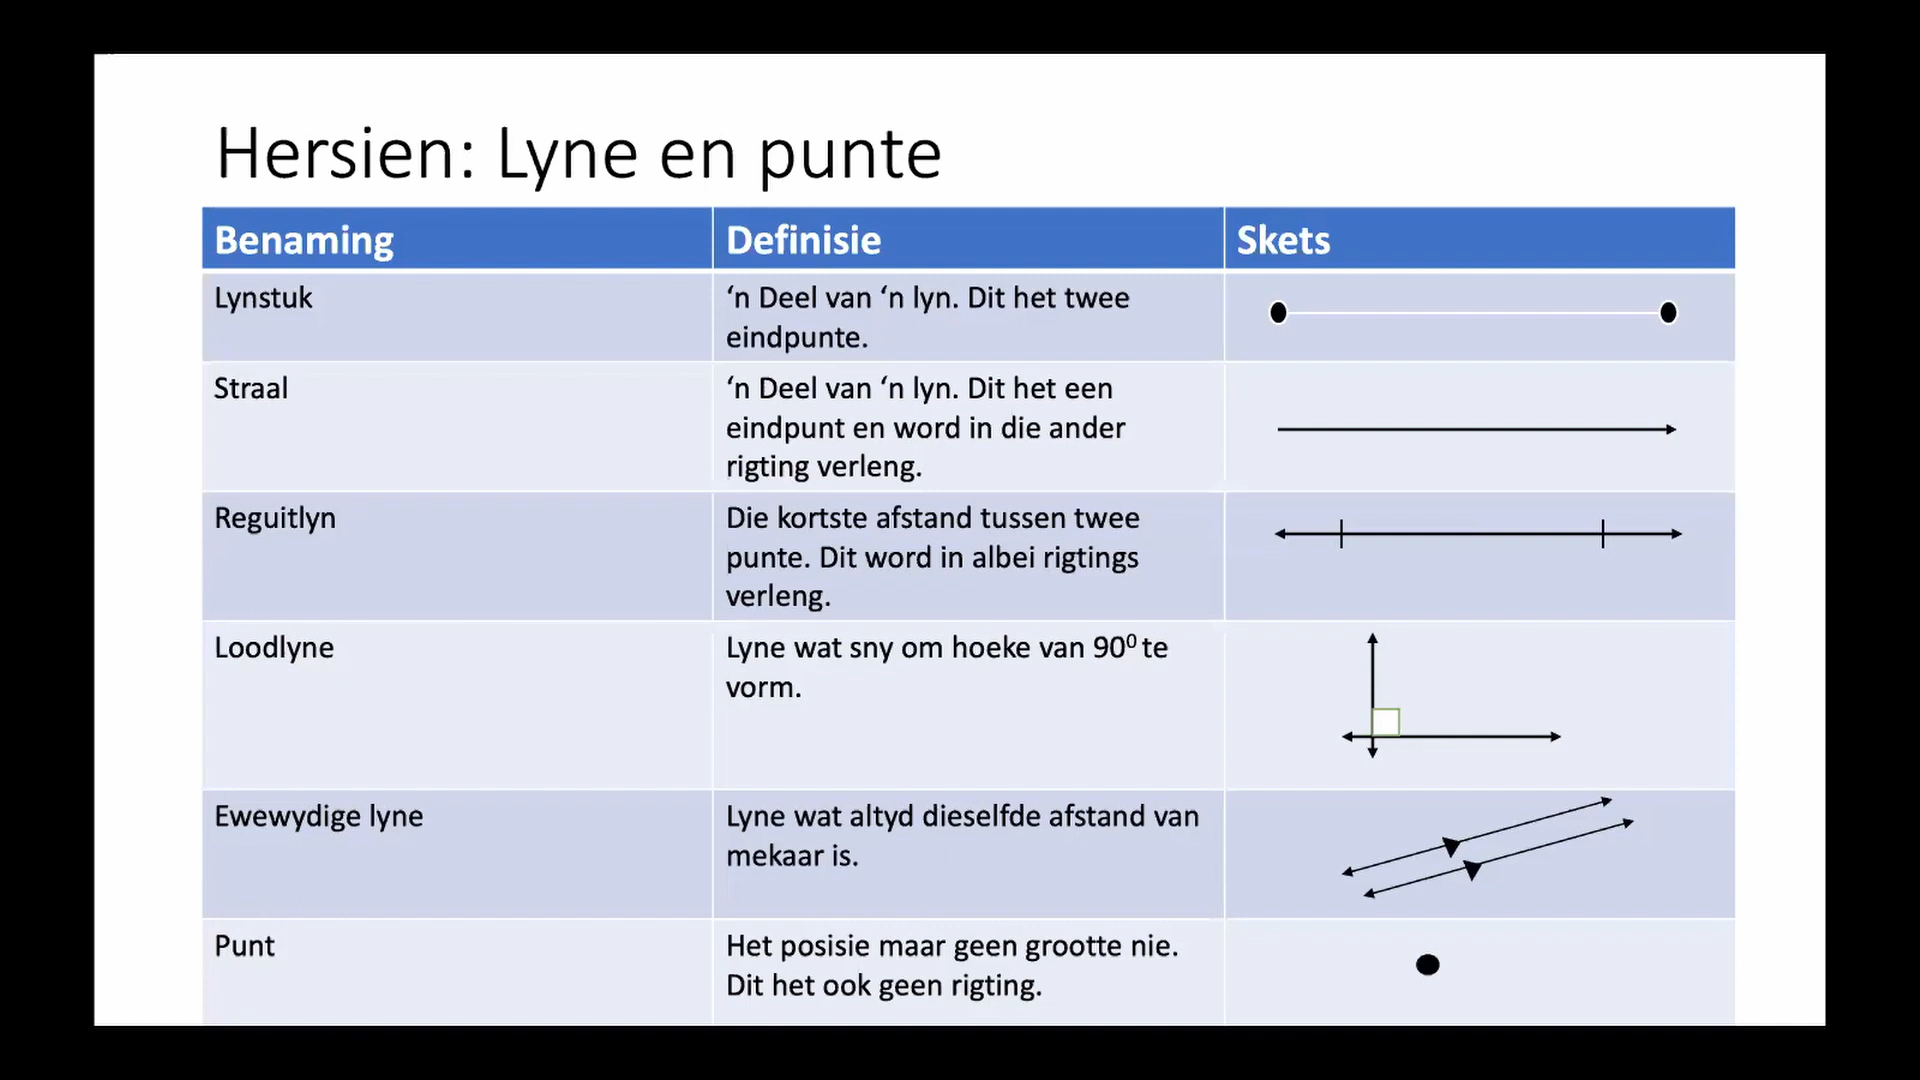 Hersien: Lyne en punte
Benaming
Definisie
Skets
Lynstuk
‘n Deel van ‘n lyn. Dit het twee
eindpunte.
Straal
‘n Deel van ‘n lyn. Dit het een
eindpunt en word in die ander
rigting verleng.
Reguitlyn
Die kortste afstand tussen twee
punte. Dit word in albei rigtings
verleng.
Loodlyne
Lyne wat sny om hoeke van 90⁰ te
vorm.
Ewewydige lyne
Lyne wat altyd dieselfde afstand van
mekaar is.
Punt
Het posisie maar geen grootte nie.
Dit het ook geen rigting.